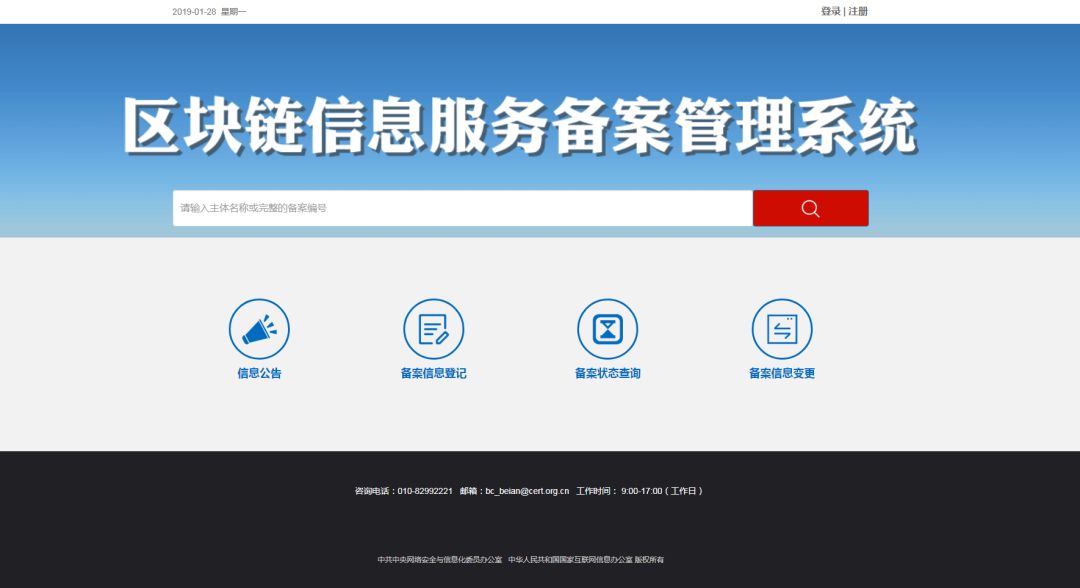 2019-01-28 星期一
登录 | 注册
区块链信息服务备案管理系统
请输入主体名称或完整的备案编号
信息公告
备案信息登记
备案状态查询
备案信息变更
咨询电话：010-82992221 邮箱：bc_beian@cert.org.cn 工作时间： 9:00-17:00 ( 工作日 )
中共中央网络安全与信息化委员办公室 中华人民共和国国家互联网信息办公室 版权所有